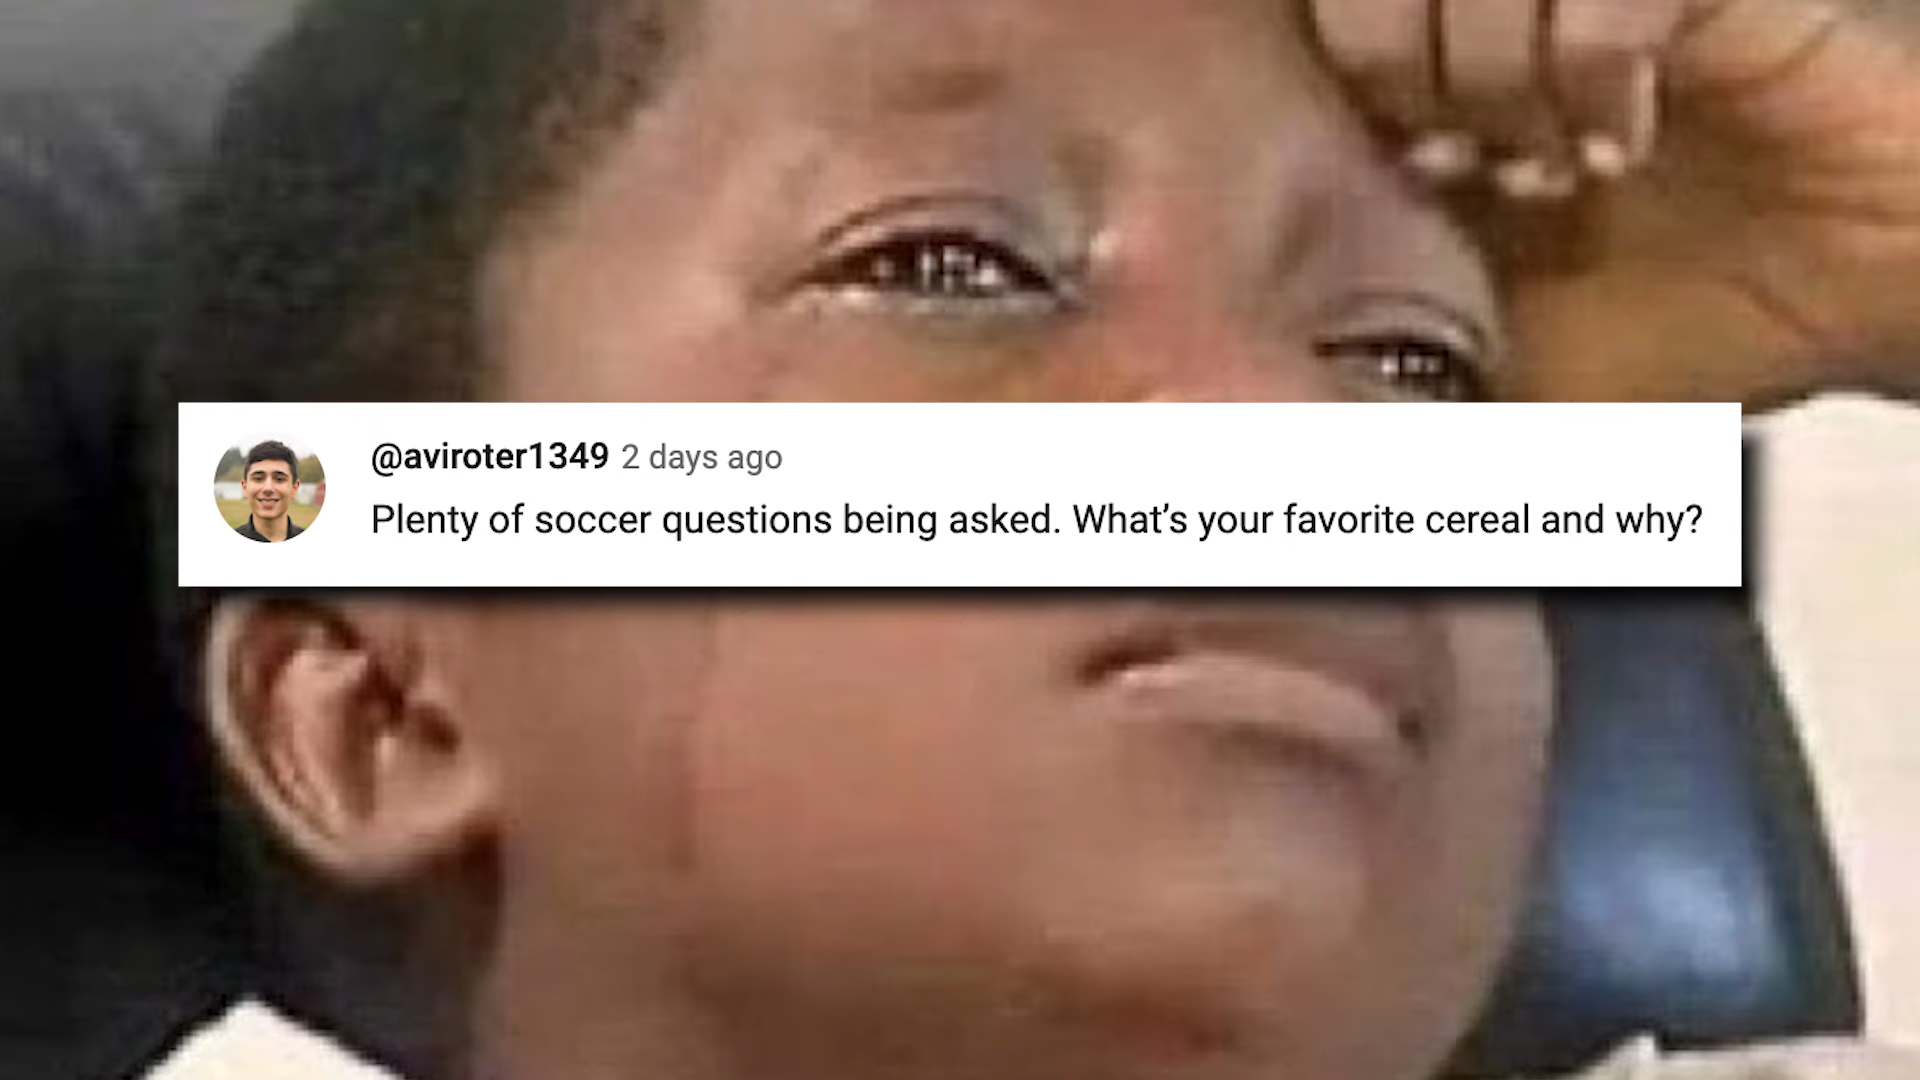 @aviroter1349 2 days ago
Plenty of soccer questions being asked. What’s your favorite cereal and why?